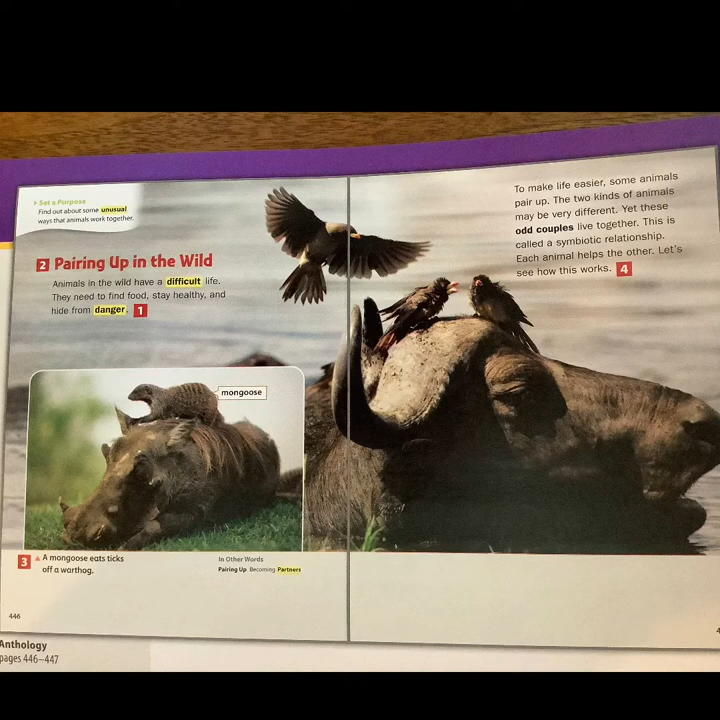 Set a Purpose
Find out about some unusual
ways that animals work together.
2 Pairing Up in the Wild
Animals in the wild have a difficult life.
They need to find food, stay healthy, and
hide from danger. 1
mongoose
3 A mongoose eats ticks
off a warthog.
In Other Words
Pairing Up Becoming Partners
446
To make life easier, some animals
pair up. The two kinds of animals
may be very different. Yet these
odd couples live together. This is
called a symbiotic relationship.
Each animal helps the other. Let's
see how this works. 4
Anthology
pages 446–447